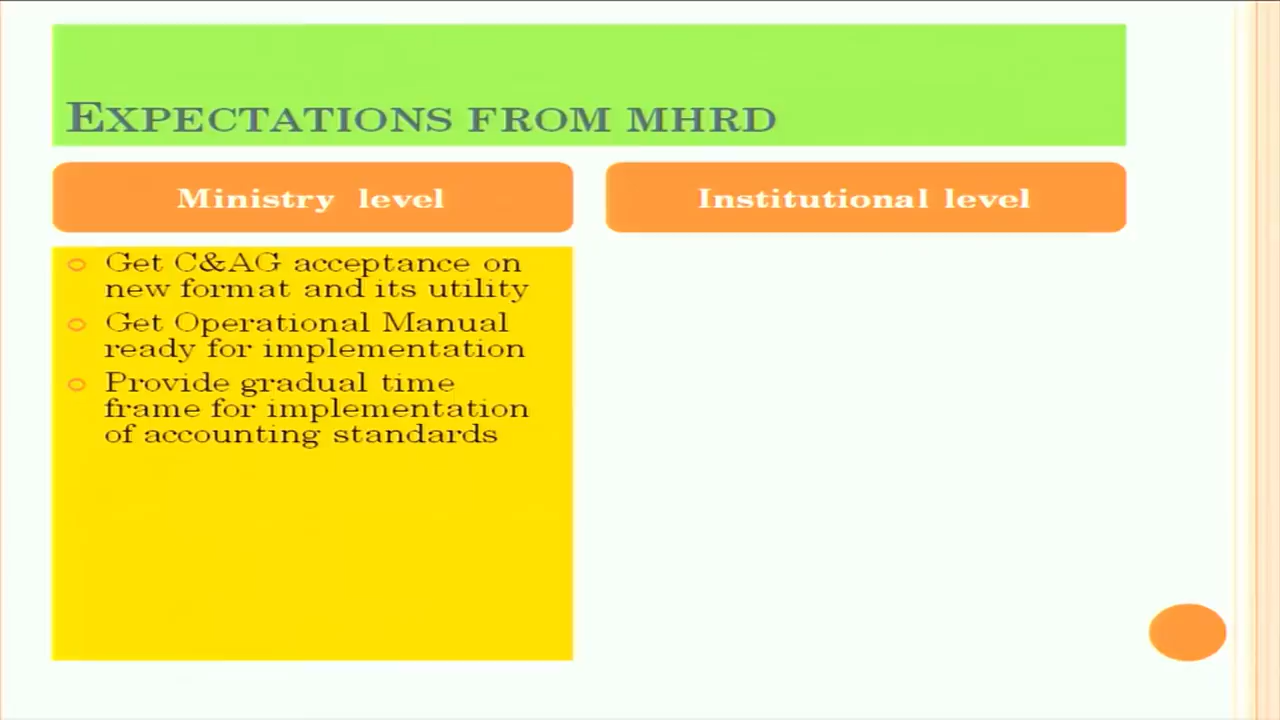 EXPECTATIONS FROM MHRD
Ministry level
Institutional level
Get C&AG acceptance on
new format and its utility
Get Operational Manual
ready for implementation
Provide gradual time
frame for implementation
of accounting standards